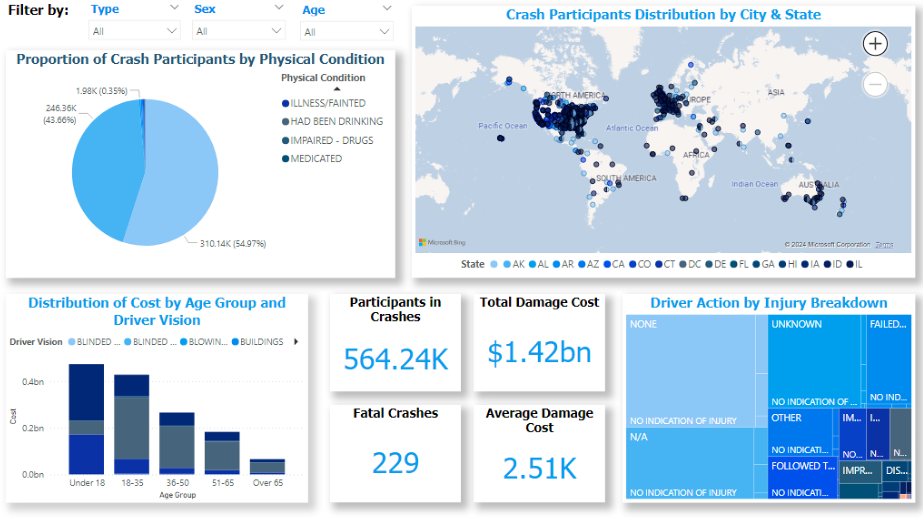 Filter by:
Type
Sex
Age
All
All
All
Proportion of Crash Participants by Physical Condition
1.98K (0.35%)
246.36K
(43.66%)
310.14K (54.97%)
Physical Condition
ILLNESS/FAINTED
HAD BEEN DRINKING
IMPAIRED - DRUGS
MEDICATED
Crash Participants Distribution by City & State
NORTH AMERICA
EUROPE
ASIA
Pacific Ocean
Atlantic Ocean
AFRICA
SOUTH AMERICA
Indian Ocean
AUSTRALIA
Microsoft Bing
© 2024 Microsoft Corporation Terms
State AK AL AR AZ CA CO CT DC DE FL GA HI IA ID IL
Distribution of Cost by Age Group and
Driver Vision
Driver Vision BLINDED ... BLINDED ... BLOWIN... BUILDINGS
0.4bn
0.2bn
0.0bn
Cost
Under 18 18-35 36-50 51-65 Over 65
Age Group
Participants in
Crashes
564.24K
Total Damage Cost
$1.42bn
Fatal Crashes
229
Average Damage
Cost
2.51K
Driver Action by Injury Breakdown
NONE
NO INDICATION OF INJURY
N/A
NO INDICATION OF INJURY
UNKNOWN
NO INDICATION OF ...
FAILED...
NO IND...
OTHER
NO INDICATI...
FOLLOWED T...
NO INDICATI...
IM...
NO...
I...
N...
N...
IMPR...
DIS...